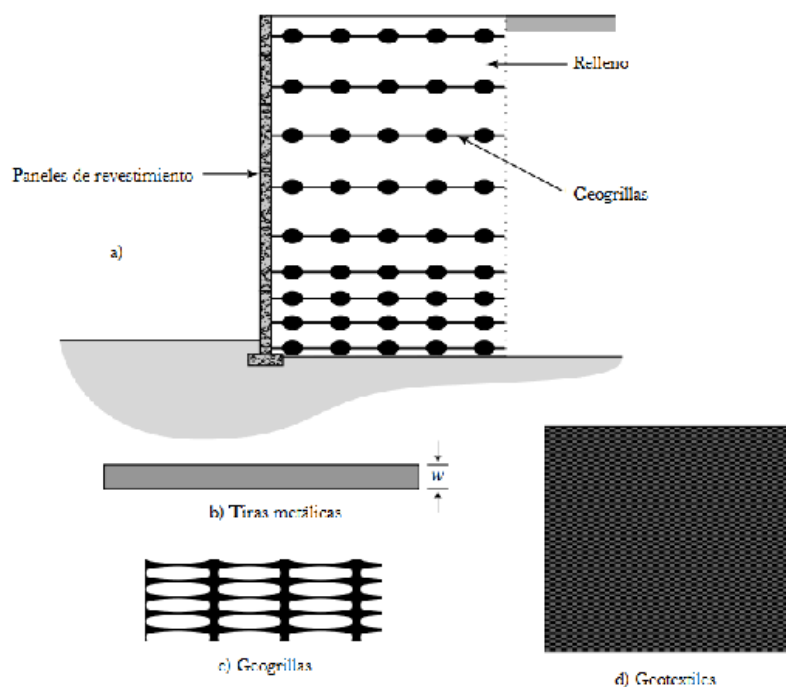 Relleno
Paneles de revestimiento
Geogrillas
a)
w
b) Tiras metálicas
c) Geogrillas
d) Geotextiles